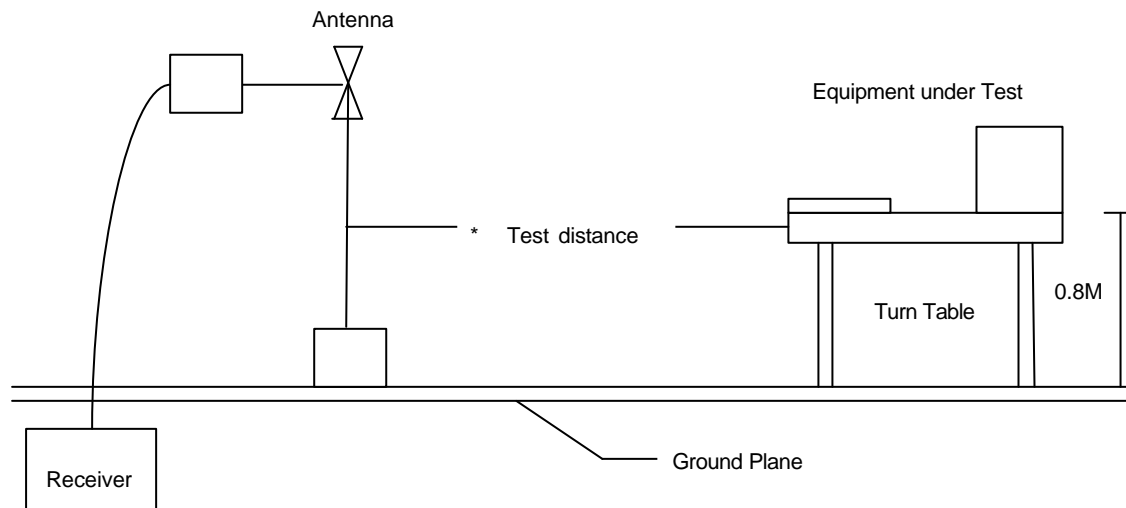 Antenna
Equipment under Test
* Test distance
0.8M
Turn Table
Ground Plane
Receiver